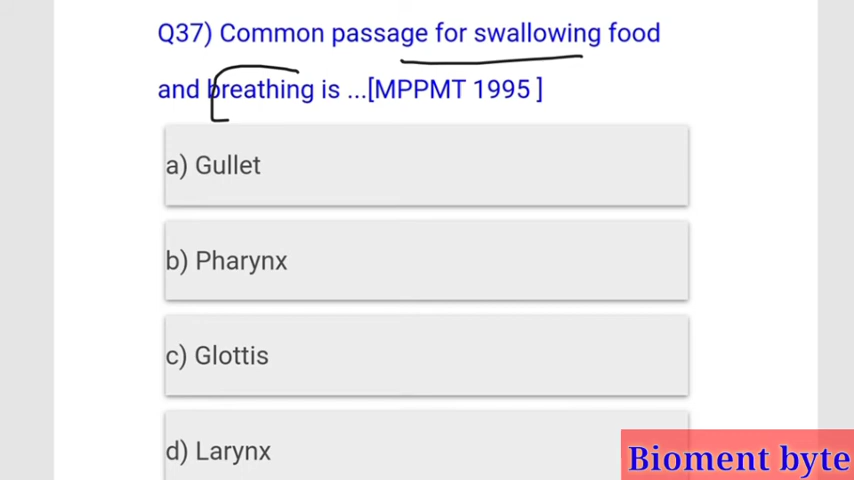 Q37) Common passage for swallowing food
and breathing is ...[MPPMT 1995 ]
a) Gullet
b) Pharynx
c) Glottis
d) Larynx
Bioment byte